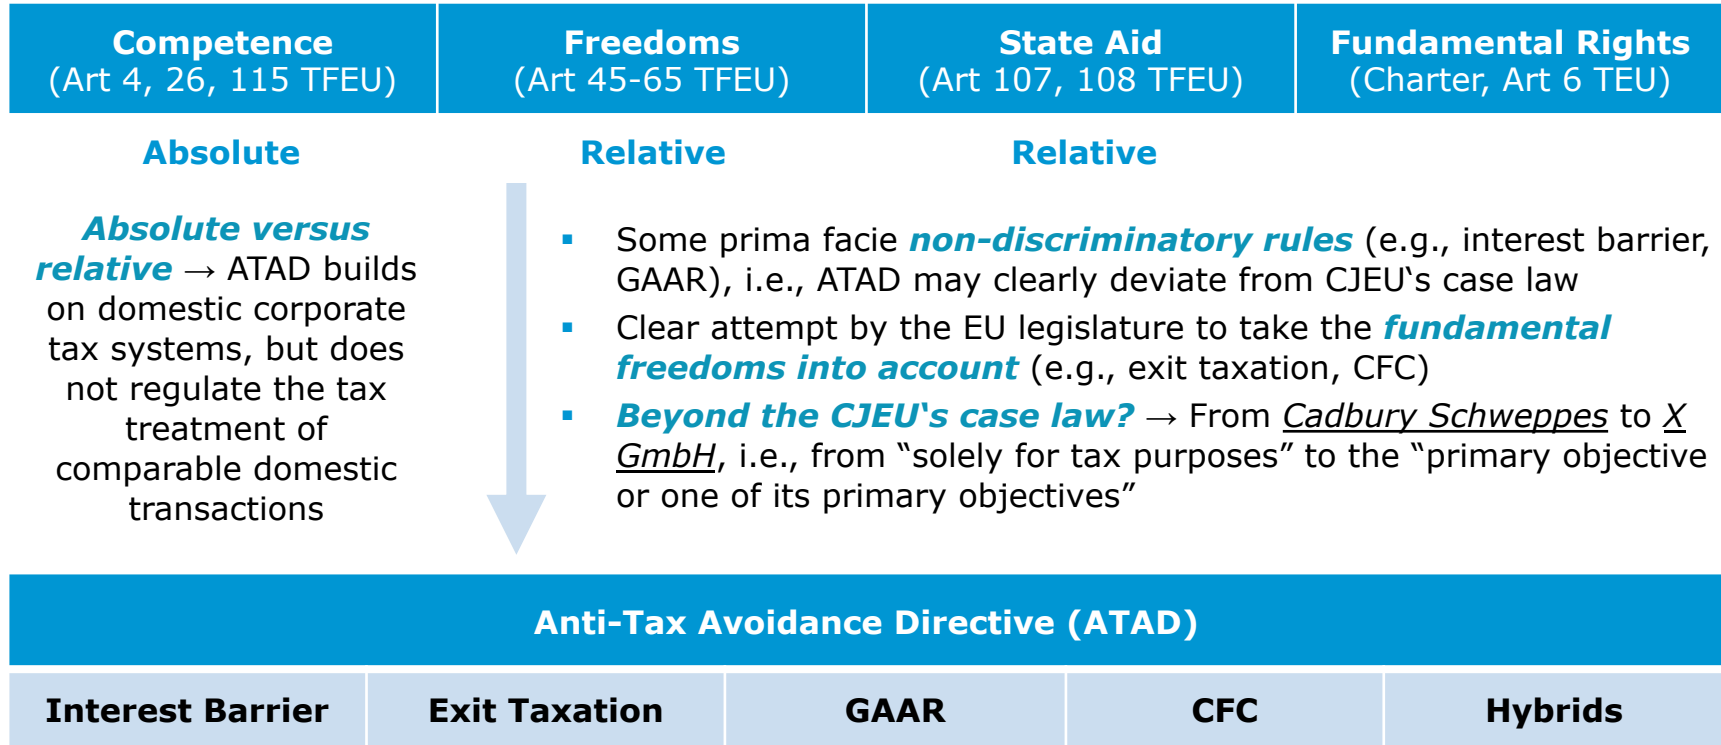 Competence
(Art 4, 26, 115 TFEU)
Freedoms
(Art 45-65 TFEU)
State Aid
(Art 107, 108 TFEU)
Fundamental Rights
(Charter, Art 6 TEU)
Absolute
Relative
Relative
Absolute versus
relative → ATAD builds
on domestic corporate
tax systems, but does
not regulate the tax
treatment of
comparable domestic
transactions
▪ Some prima facie non-discriminatory rules (e.g., interest barrier,
GAAR), i.e., ATAD may clearly deviate from CJEU‘s case law
▪ Clear attempt by the EU legislature to take the fundamental
freedoms into account (e.g., exit taxation, CFC)
▪ Beyond the CJEU‘s case law? → From Cadbury Schweppes to X
GmbH, i.e., from “solely for tax purposes” to the “primary objective
or one of its primary objectives”
Anti-Tax Avoidance Directive (ATAD)
Interest Barrier
Exit Taxation
GAAR
CFC
Hybrids